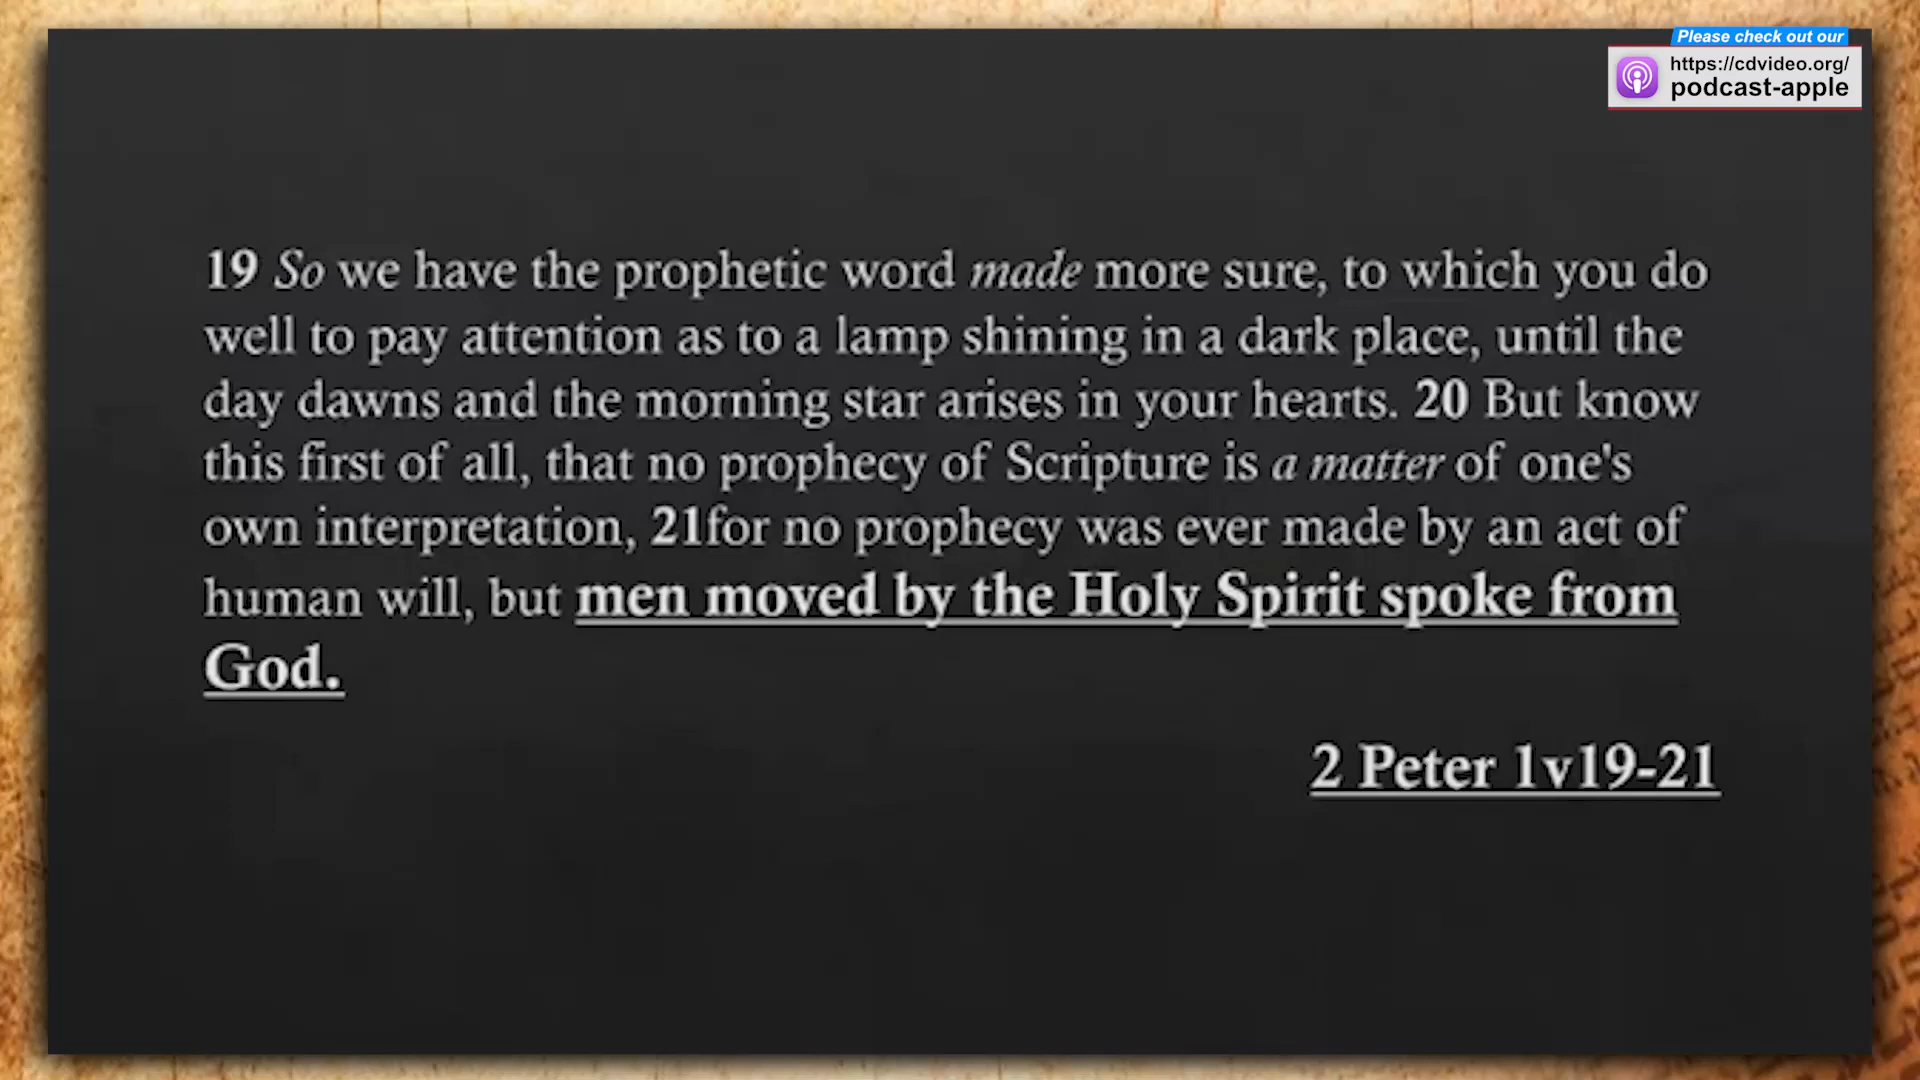 Please check out our
https://cdvideo.org/
podcast-apple
19 So we have the prophetic word made more sure, to which you do
well to pay attention as to a lamp shining in a dark place, until the
day dawns and the morning star arises in your hearts. 20 But know
this first of all, that no prophecy of Scripture is a matter of one's
own interpretation, 21for no prophecy was ever made by an act of
human will, but men moved by the Holy Spirit spoke from
God.
2 Peter 1v19-21